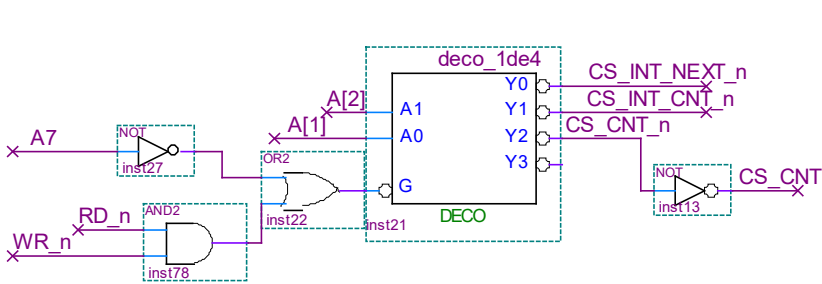 deco_1de4
Y0
CS_INT_NEXT_n
A[2]
A1
Y1
CS_INT_CNT_n
A[1]
A0
Y2
CS_CNT_n
NOT
A7
inst27
Y3
OR2
G
NOT
CS_CNT
inst22
inst21
DECO
inst13
AND2
RD_n
WR_n
inst78